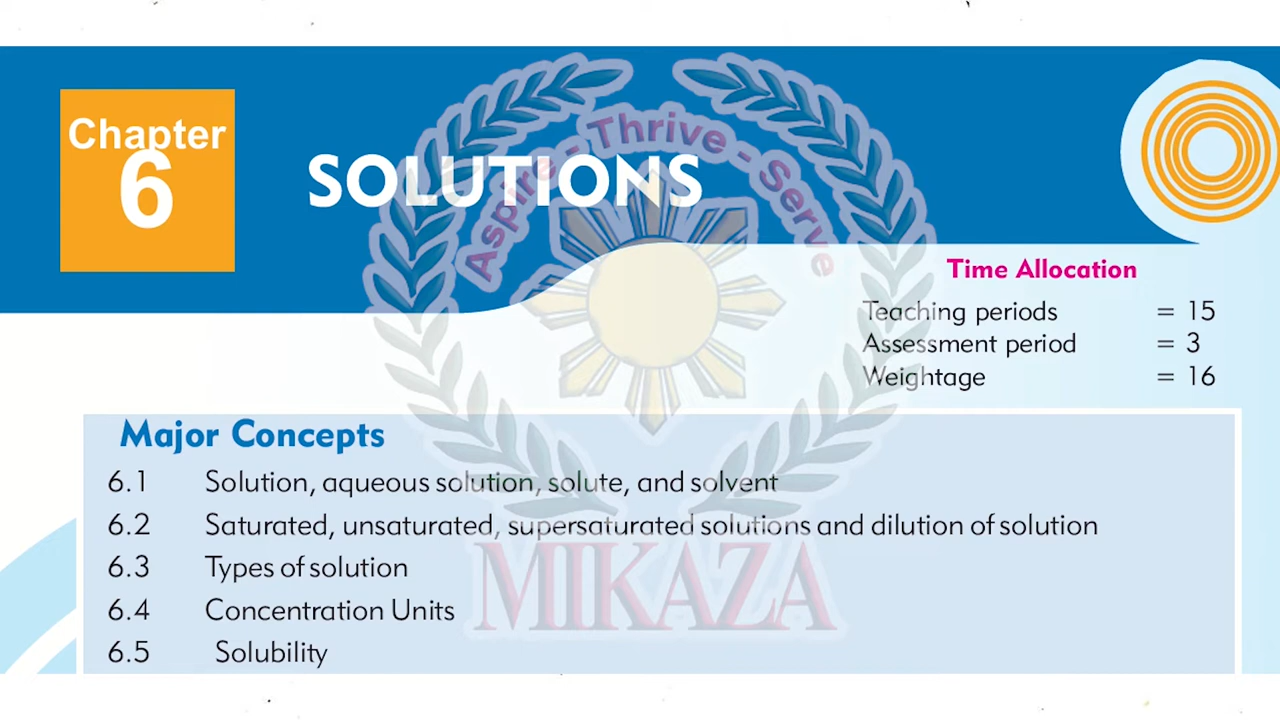 Chapter
6
SOLUTIONS
Aspire - Thrive - Serve
Time Allocation
Teaching periods = 15
Assessment period = 3
Weightage = 16
Major Concepts
6.1 Solution, aqueous solution, solute, and solvent
6.2 Saturated, unsaturated, supersaturated solutions and dilution of solution
6.3 Types of solution
6.4 Concentration Units
6.5 Solubility
MIKAZA